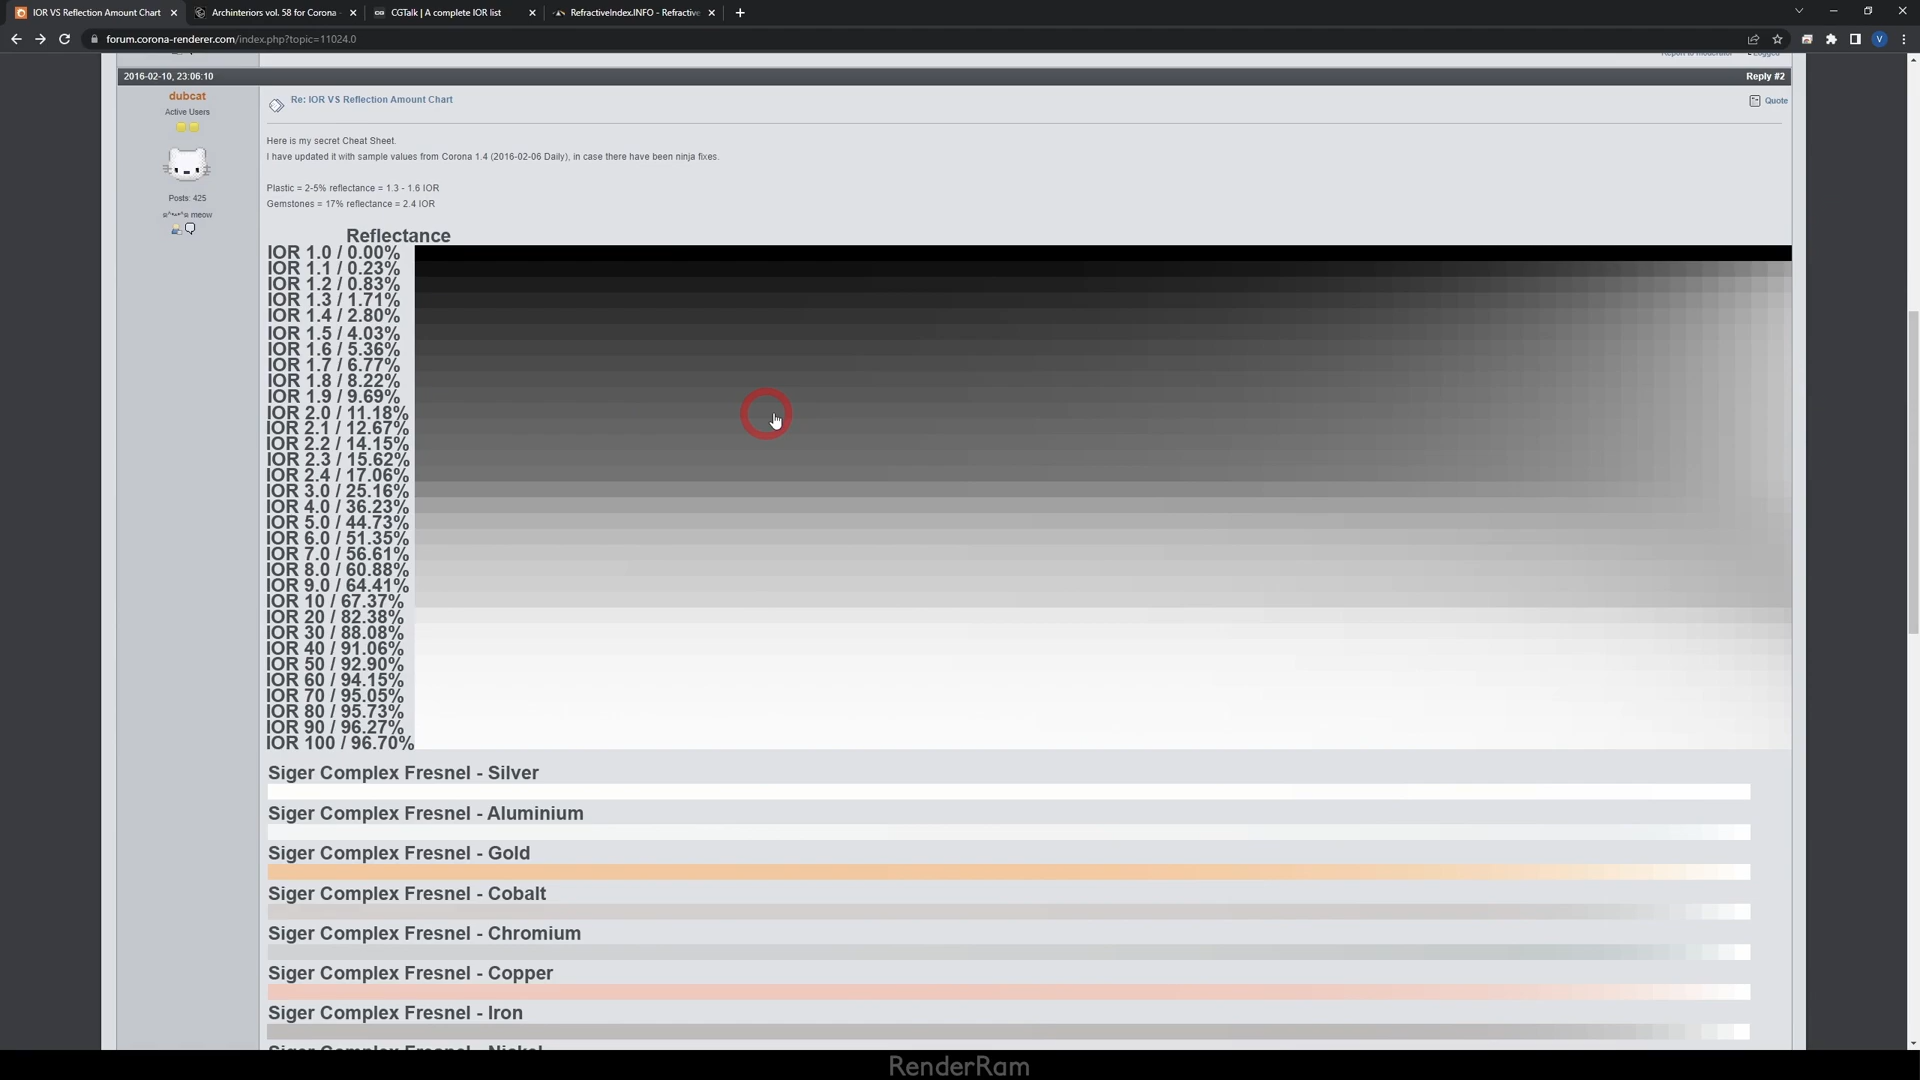 IOR VS Reflection Amount Chart
Archinteriors vol. 58 for Corona
CGTalk | A complete IOR list
RefractiveIndex.INFO - Refractive
forum.corona-renderer.com/index.php?topic=11024.0
V
2016-02-10, 23:06:10
Reply #2
dubcat
Active Users
Posts: 425
meow
Re: IOR VS Reflection Amount Chart
Quote
Here is my secret Cheat Sheet.
I have updated it with sample values from Corona 1.4 (2016-02-06 Daily), in case there have been ninja fixes.
Plastic = 2-5% reflectance = 1.3 - 1.6 IOR
Gemstones = 17% reflectance = 2.4 IOR
Reflectance
IOR 1.0 / 0.00%
IOR 1.1 / 0.23%
IOR 1.2 / 0.83%
IOR 1.3 / 1.71%
IOR 1.4 / 2.80%
IOR 1.5 / 4.03%
IOR 1.6 / 5.36%
IOR 1.7 / 6.77%
IOR 1.8 / 8.22%
IOR 1.9 / 9.69%
IOR 2.0 / 11.18%
IOR 2.1 / 12.67%
IOR 2.2 / 14.15%
IOR 2.3 / 15.62%
IOR 2.4 / 17.06%
IOR 3.0 / 25.16%
IOR 4.0 / 36.23%
IOR 5.0 / 44.73%
IOR 6.0 / 51.35%
IOR 7.0 / 56.61%
IOR 8.0 / 60.88%
IOR 9.0 / 64.41%
IOR 10 / 67.37%
IOR 20 / 82.38%
IOR 30 / 88.08%
IOR 40 / 91.06%
IOR 50 / 92.90%
IOR 60 / 94.15%
IOR 70 / 95.05%
IOR 80 / 95.73%
IOR 90 / 96.27%
IOR 100 / 96.70%
Siger Complex Fresnel - Silver
Siger Complex Fresnel - Aluminium
Siger Complex Fresnel - Gold
Siger Complex Fresnel - Cobalt
Siger Complex Fresnel - Chromium
Siger Complex Fresnel - Copper
Siger Complex Fresnel - Iron
Siger Complex Fresnel - Nickel
RenderRam